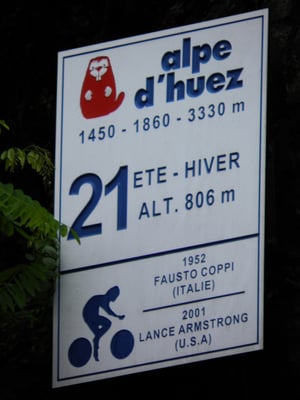 alpe
d'huez
1450 - 1860 - 3330 m
21
ETE - HIVER
ALT. 806 m
1952
FAUSTO COPPI
(ITALIE)
2001
LANCE ARMSTRONG
(U.S.A)